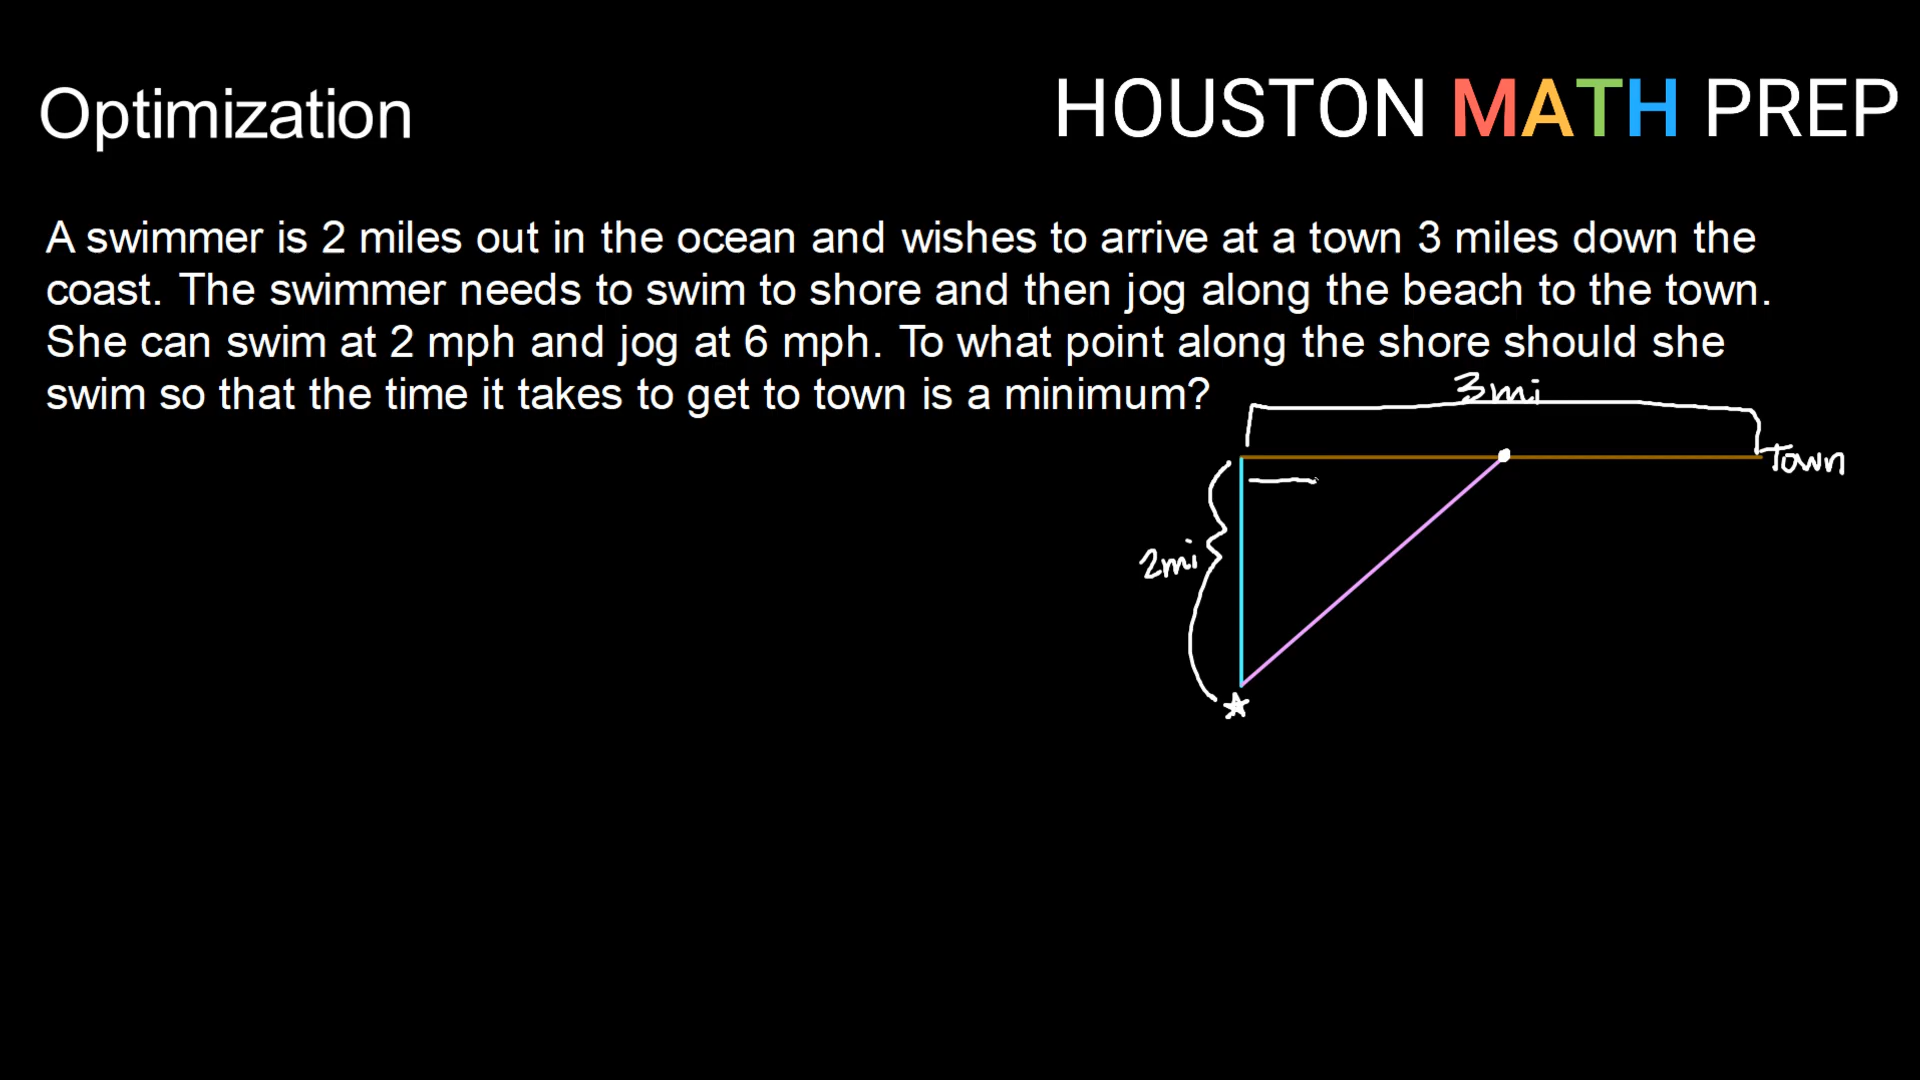 Optimization
HOUSTON MATH PREP
A swimmer is 2 miles out in the ocean and wishes to arrive at a town 3 miles down the
coast. The swimmer needs to swim to shore and then jog along the beach to the town.
She can swim at 2 mph and jog at 6 mph. To what point along the shore should she
swim so that the time it takes to get to town is a minimum?
3mi
Town
2mi